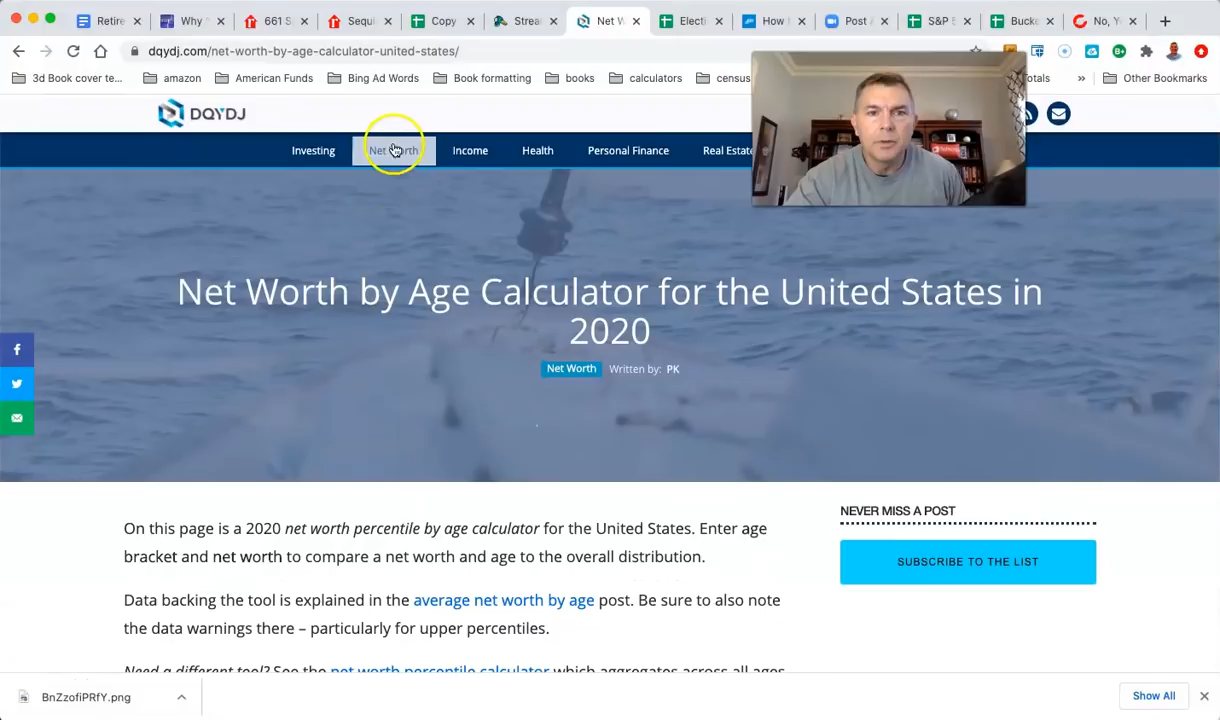 Retire
Why
661 S
Sequi
Copy
Strea
Net W
Electi
How
Post A
S&P
Bucke
No, Y
dqydj.com/net-worth-by-age-calculator-united-states/
3d Book cover te...
amazon
American Funds
Bing Ad Words
Book formatting
books
calculators
census
Totals
»
Other Bookmarks
DQYDJ
Investing
Net Worth
Income
Health
Personal Finance
Real Estate
Net Worth by Age Calculator for the United States in
2020
Net Worth Written by: PK
On this page is a 2020 net worth percentile by age calculator for the United States. Enter age
bracket and net worth to compare a net worth and age to the overall distribution.
Data backing the tool is explained in the average net worth by age post. Be sure to also note
the data warnings there – particularly for upper percentiles.
Need a different tool? See the net worth percentile calculator which aggregates across all ages
NEVER MISS A POST
SUBSCRIBE TO THE LIST
BnZzofiPRfY.png
Show All